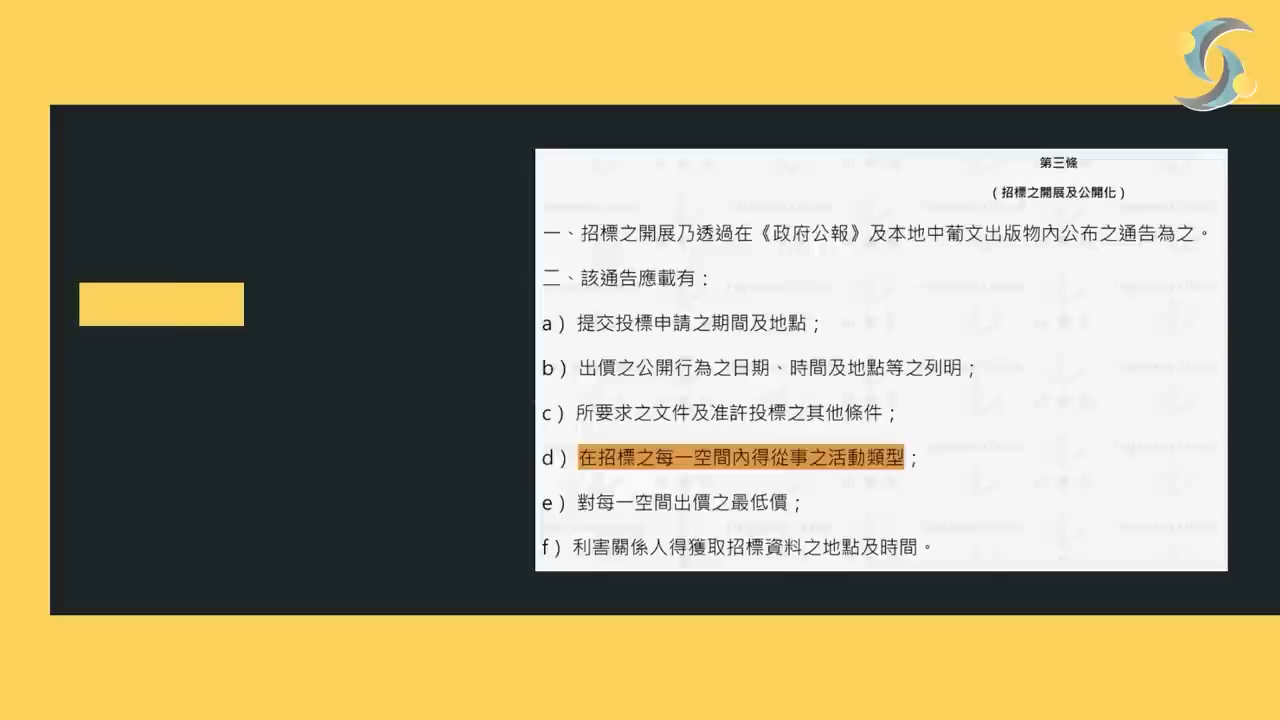 第三條
（招標之開展及公開化）
一、招標之開展乃透過在《政府公報》及本地中葡文出版物內公布之通告為之。
二、該通告應載有：
a）提交投標申請之期間及地點；
b）出價之公開行為之日期、時間及地點等之列明；
c）所要求之文件及准許投標之其他條件；
d）在招標之每一空間內得從事之活動類型；
e）對每一空間出價之最低價；
f）利害關係人得獲取招標資料之地點及時間。